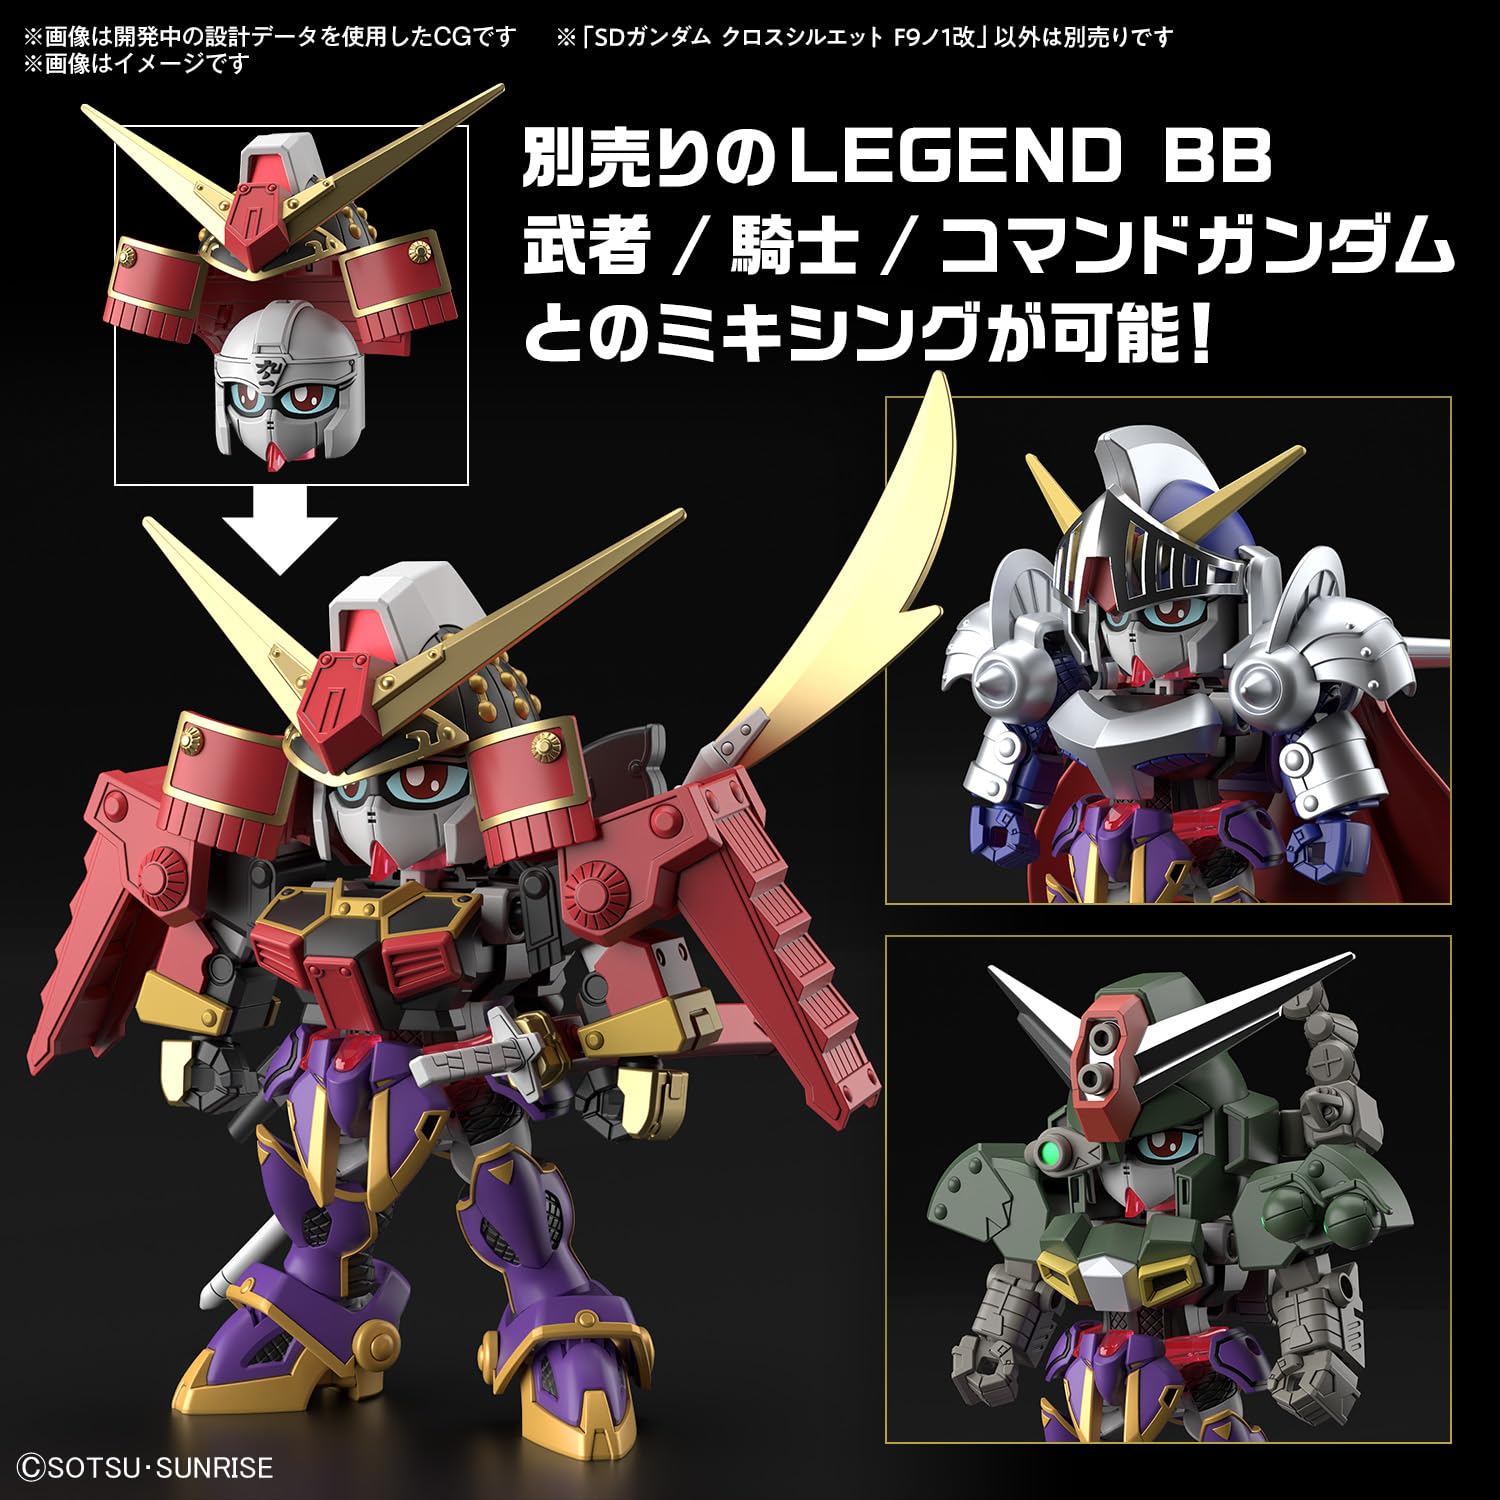 ※画像は開発中の設計データを使用したCGです ※「SDガンダム クロスシルエット F9ノ1改」以外は別売りです
※画像はイメージです
別売りのLEGEND BB
武者/騎士/コマンドガンダム
とのミキシングが可能!
©SOTSU・SUNRISE